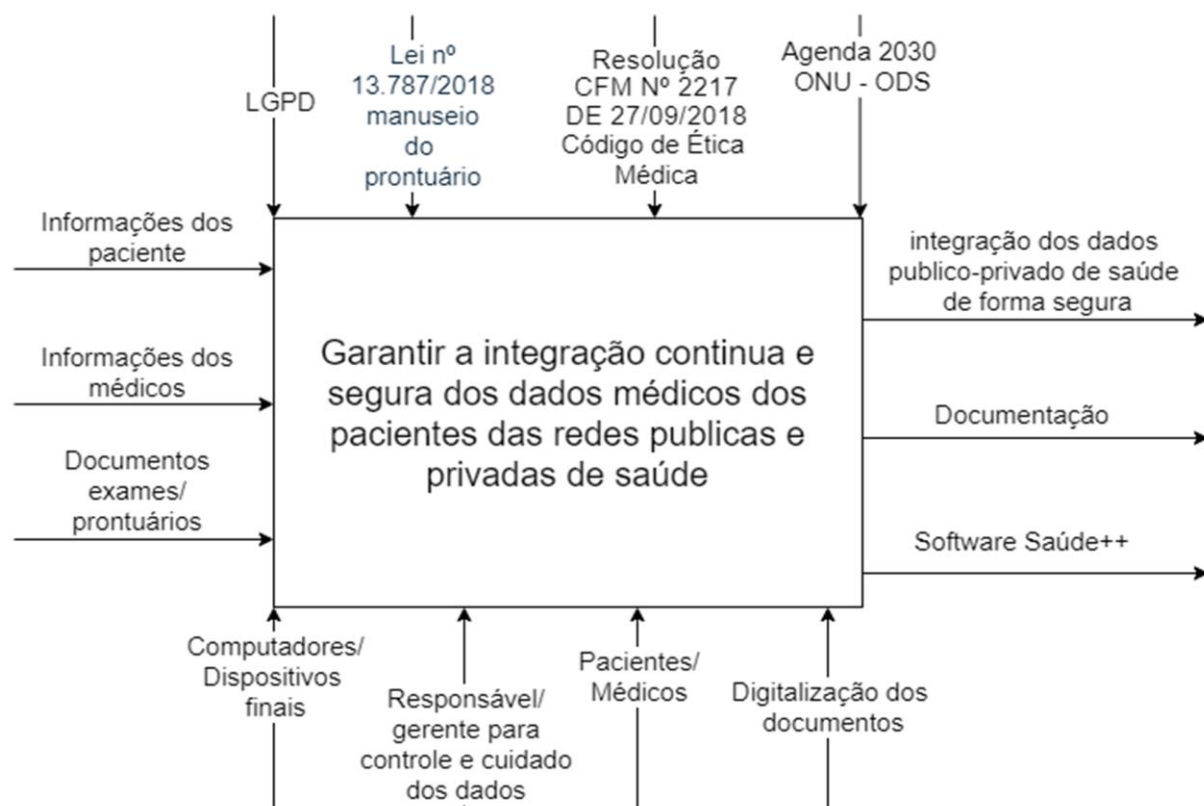 LGPD
Lei nº
13.787/2018
manuseio
do
prontuário
Resolução
CFM Nº 2217
DE 27/09/2018
Código de Ética
Médica
Agenda 2030
ONU - ODS
Informações dos
paciente
Informações dos
médicos
Documentos
exames/
prontuários
Garantir a integração continua e
segura dos dados médicos dos
pacientes das redes publicas e
privadas de saúde
integração dos dados
publico-privado de saúde
de forma segura
Documentação
Software Saúde++
Computadores/
Dispositivos
finais
Responsável/
gerente para
controle e cuidado
dos dados
Pacientes/
Médicos
Digitalização dos
documentos